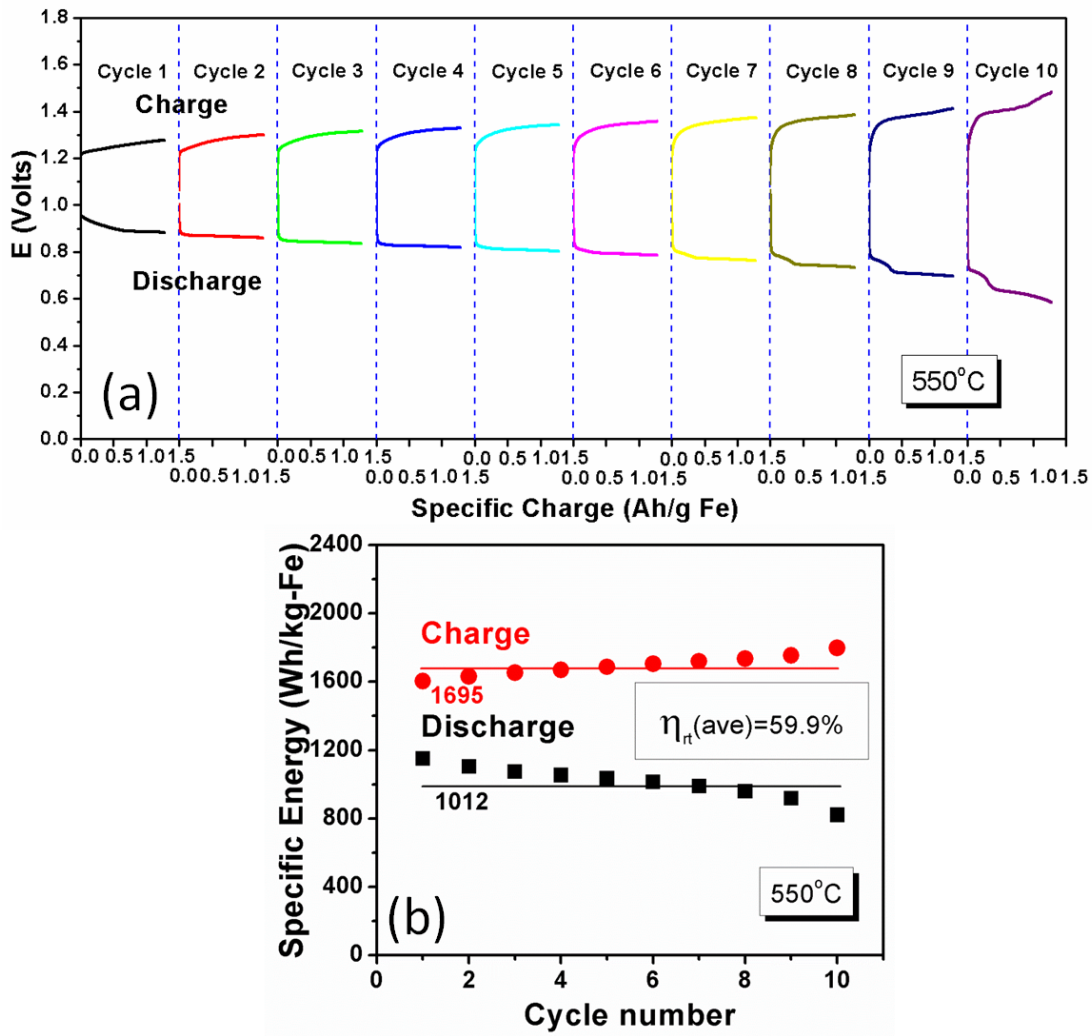 1.8
1.6
1.4
1.2
1.0
0.8
0.6
0.4
0.2
0.0
E (Volts)
Cycle 1 Cycle 2 Cycle 3 Cycle 4 Cycle 5 Cycle 6 Cycle 7 Cycle 8 Cycle 9 Cycle 10
Charge
Discharge
(a)
550°C
0.0 0.5 1.0 1.5 0.0 0.5 1.0 1.5 0.0 0.5 1.0 1.5 0.0 0.5 1.0 1.5 0.0 0.5 1.0 1.5
0.0 0.5 1.0 1.5 0.0 0.5 1.0 1.5 0.0 0.5 1.0 1.5 0.0 0.5 1.0 1.5 0.0 0.5 1.0 1.5
Specific Charge (Ah/g Fe)
2400
2000
1600
1200
800
400
0
Specific Energy (Wh/kg-Fe)
Charge
1695
Discharge
ηrt(ave)=59.9%
1012
550°C
(b)
0 2 4 6 8 10
Cycle number